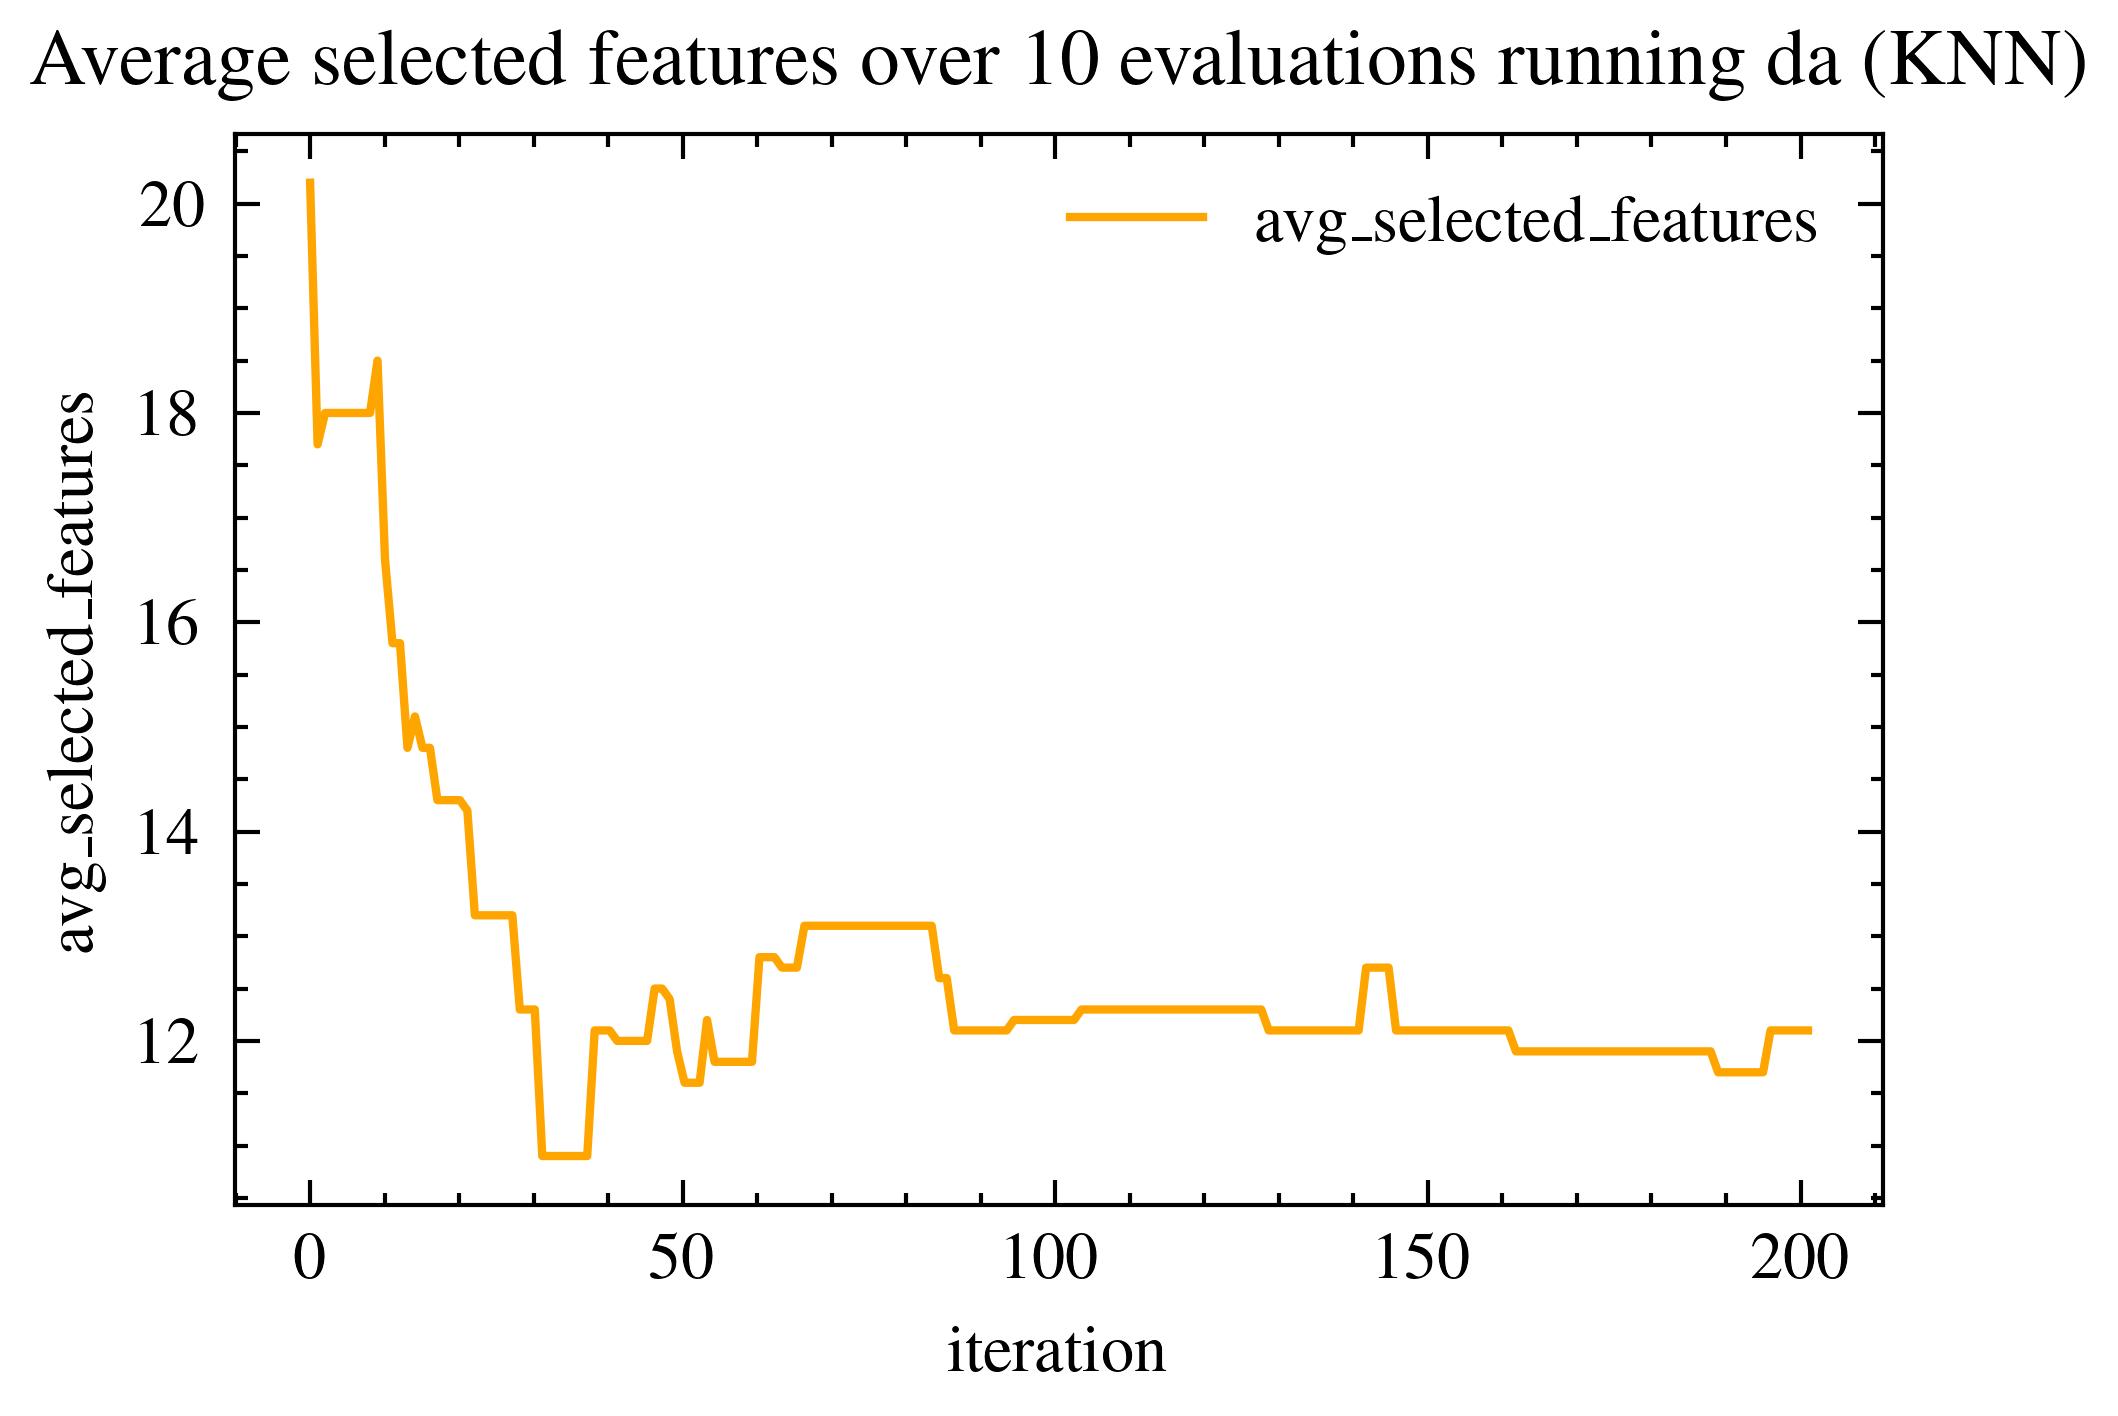 Average selected features over 10 evaluations running da (KNN)
avg_selected_features
20
18
16
14
12
avg_selected_features
0 50 100 150 200
iteration